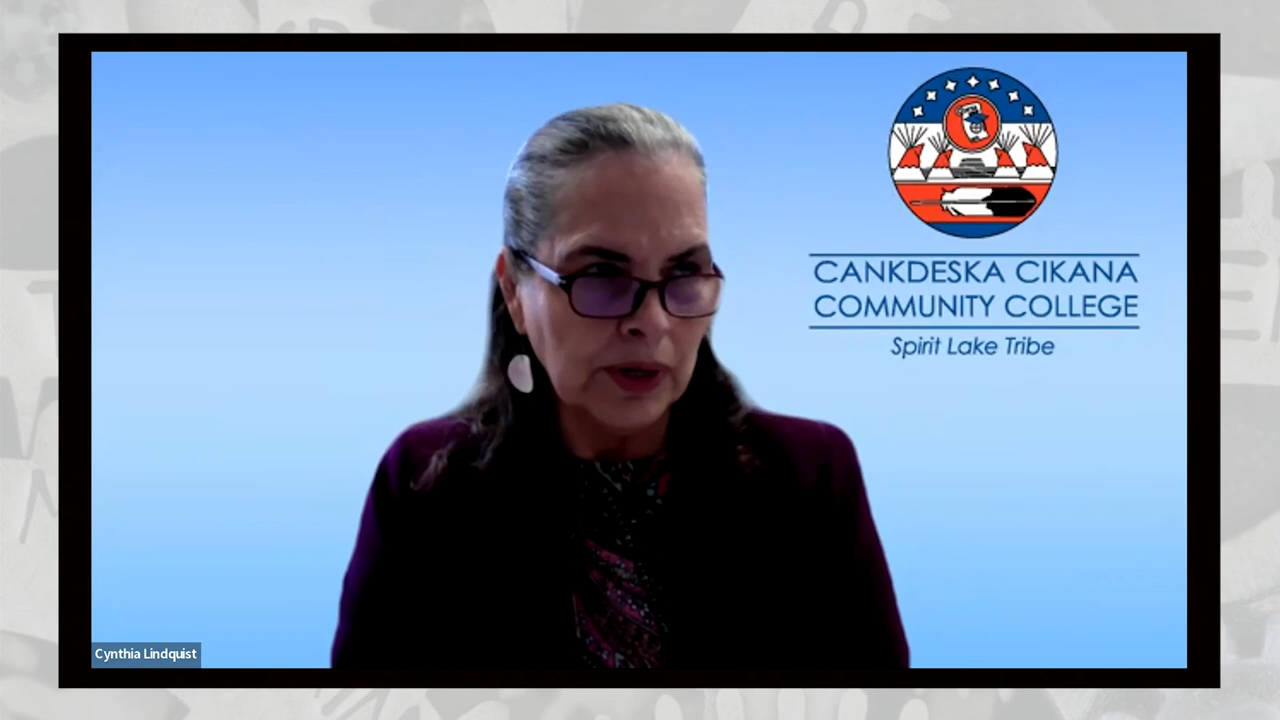 CANKDESKA CIKANA
COMMUNITY COLLEGE
Spirit Lake Tribe
Cynthia Lindquist